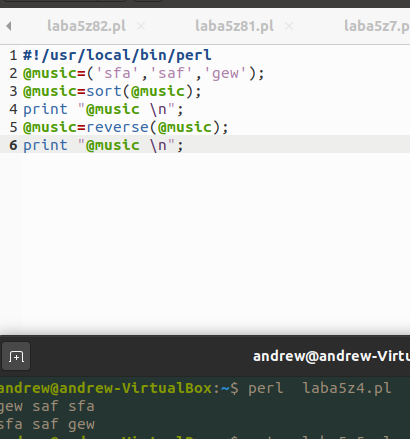 laba5z82.pl laba5z81.pl laba5z7.p
1 #!/usr/local/bin/perl
2 @music=('sfa','saf','gew');
3 @music=sort(@music);
4 print "@music \n";
5 @music=reverse(@music);
6 print "@music \n";
andrew@andrew-Virtu
andrew@andrew-VirtualBox:~$ perl  laba5z4.pl
gew saf sfa
sfa saf gew